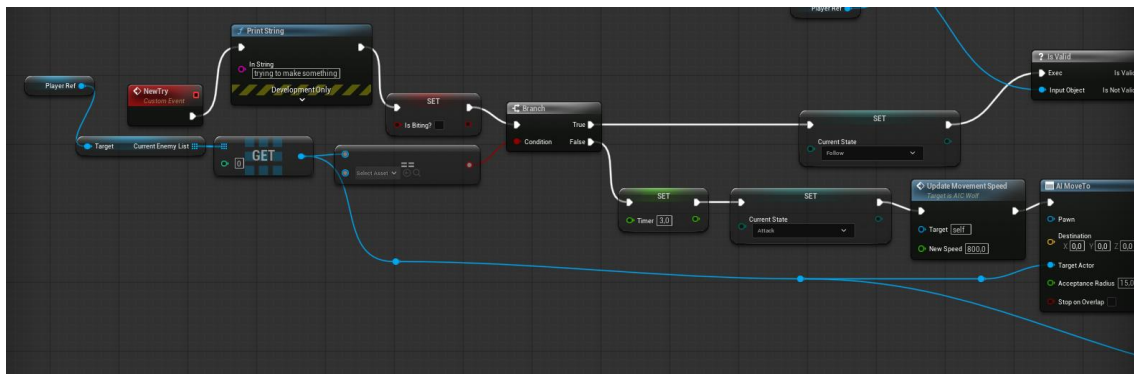 Player Ref
Print String
In String
trying to make something
Development Only
? Is Valid
Exec
Is Valid
Input Object
Is Not Valid
Player Ref
NewTry
Custom Event
SET
Is Biting?
Branch
True
Condition
False
SET
Current State
Follow
Target
Current Enemy List
GET
0
==
Select Asset
SET
Timer
3,0
SET
Current State
Attack
Update Movement Speed
Target is AIC Wolf
Target
self
New Speed
800,0
AI MoveTo
Pawn
Destination
X 0,0 Y 0,0 Z 0,0
Target Actor
Acceptance Radius
15,0
Stop on Overlap